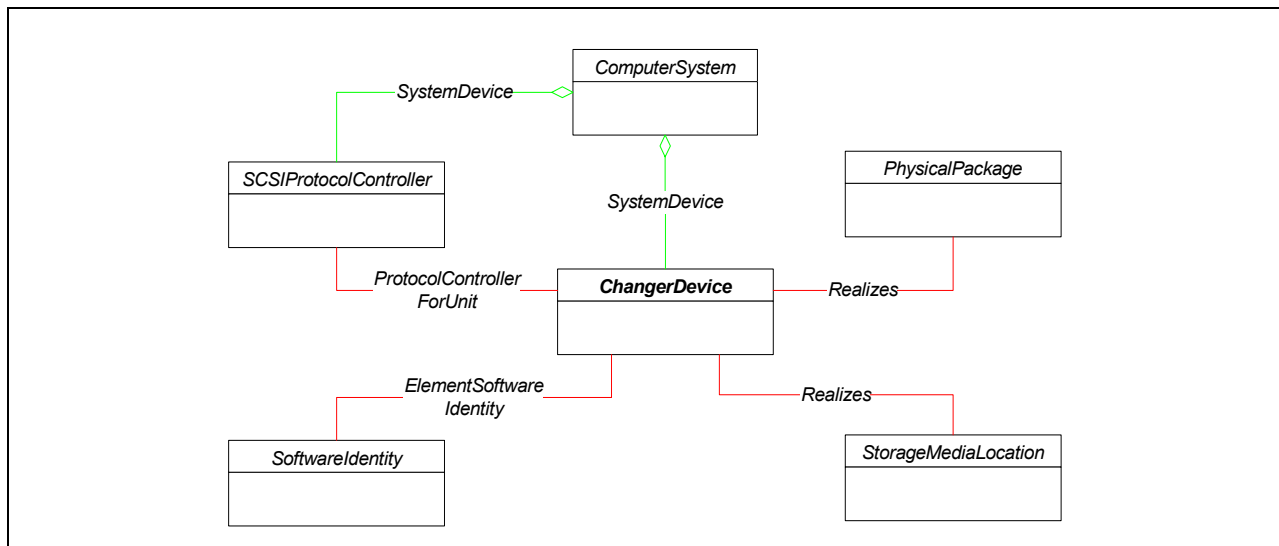 ComputerSystem
SystemDevice
SCSIProtocolController
PhysicalPackage
SystemDevice
ProtocolController
ForUnit
ChangerDevice
Realizes
ElementSoftware
Identity
Realizes
SoftwareIdentity
StorageMediaLocation